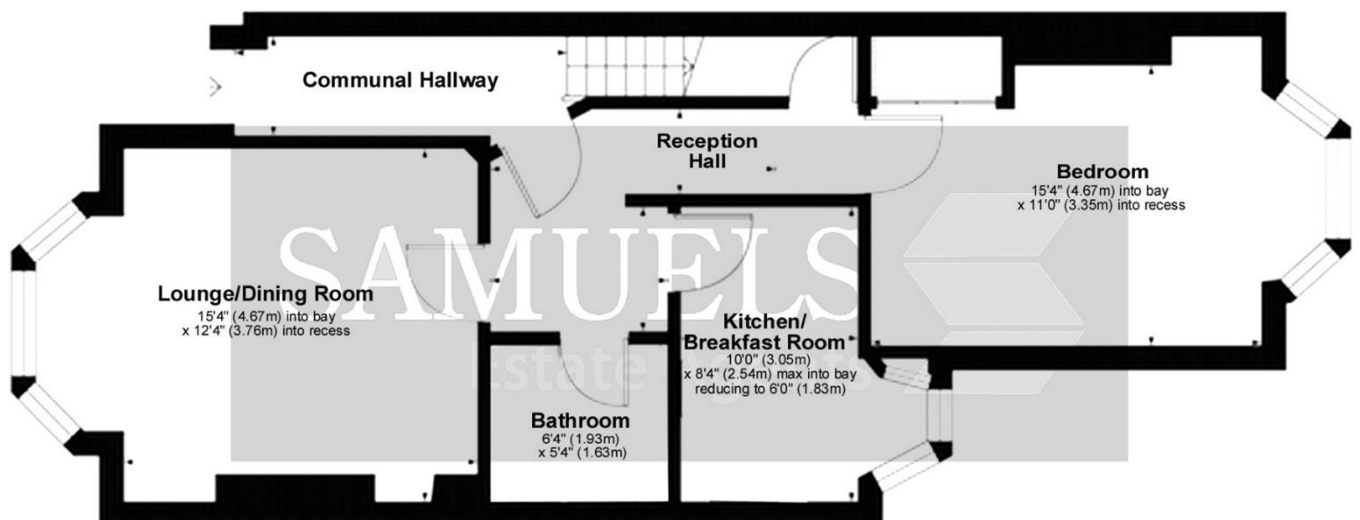 Communal Hallway
Reception
Hall
Bedroom
15'4" (4.67m) into bay
x 11'0" (3.35m) into recess
SAMUELS
Estate Agents
Lounge/Dining Room
15'4" (4.67m) into bay
x 12'4" (3.76m) into recess
Kitchen/
Breakfast Room
10'0" (3.05m)
x 8'4" (2.54m) max into bay
reducing to 6'0" (1.83m)
Bathroom
6'4" (1.93m)
x 5'4" (1.63m)